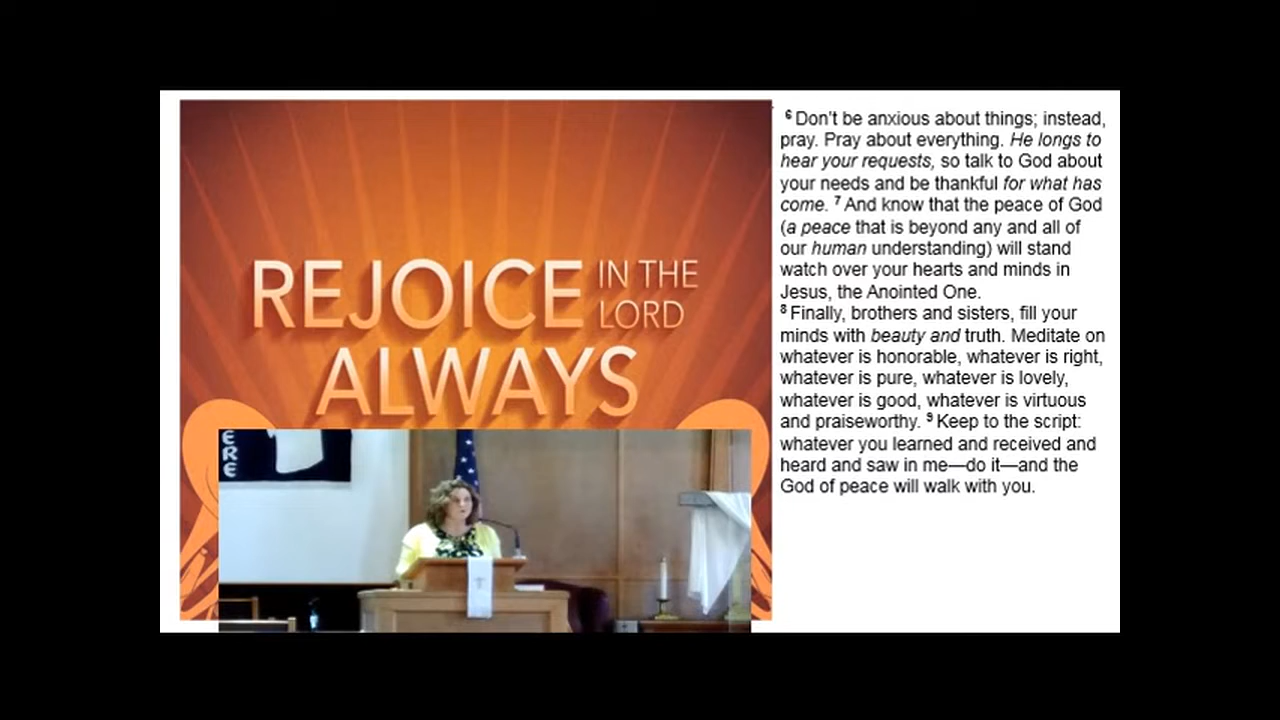 REJOICE IN THE
LORD
ALWAYS
ERE
6 Don't be anxious about things; instead,
pray. Pray about everything. He longs to
hear your requests, so talk to God about
your needs and be thankful for what has
come. 7 And know that the peace of God
(a peace that is beyond any and all of
our human understanding) will stand
watch over your hearts and minds in
Jesus, the Anointed One.
8 Finally, brothers and sisters, fill your
minds with beauty and truth. Meditate on
whatever is honorable, whatever is right,
whatever is pure, whatever is lovely,
whatever is good, whatever is virtuous
and praiseworthy. 9 Keep to the script:
whatever you learned and received and
heard and saw in me—do it—and the
God of peace will walk with you.